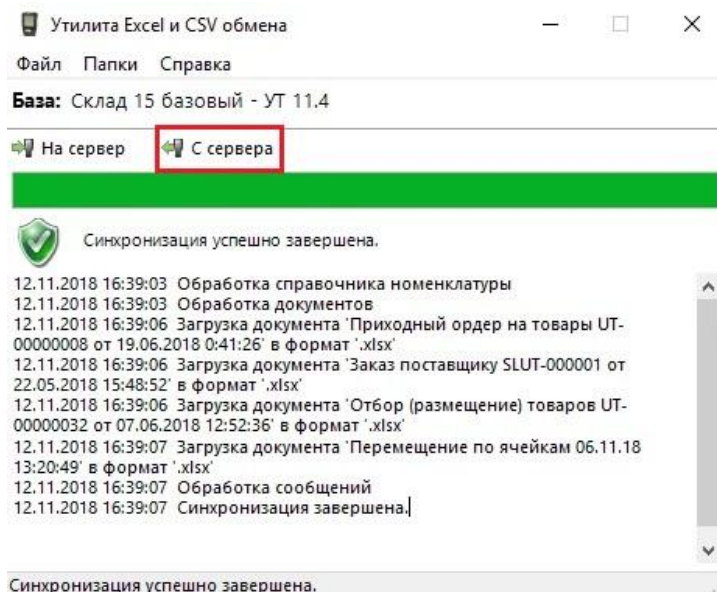 Утилита Excel и CSV обмена
Файл Папки Справка
База: Склад 15 базовый - УТ 11.4
На сервер С сервера
Синхронизация успешно завершена.
12.11.2018 16:39:03 Обработка справочника номенклатуры
12.11.2018 16:39:03 Обработка документов
12.11.2018 16:39:06 Загрузка документа 'Приходный ордер на товары UT-
00000008 от 19.06.2018 0:41:26' в формат '.xlsx'
12.11.2018 16:39:06 Загрузка документа 'Заказ поставщику SLUT-000001 от
22.05.2018 15:48:52' в формат '.xlsx'
12.11.2018 16:39:06 Загрузка документа 'Отбор (размещение) товаров UT-
00000032 от 07.06.2018 12:52:36' в формат '.xlsx'
12.11.2018 16:39:07 Загрузка документа 'Перемещение по ячейкам 06.11.18
13:20:49' в формат '.xlsx'
12.11.2018 16:39:07 Обработка сообщений
12.11.2018 16:39:07 Синхронизация завершена.
Синхронизация успешно завершена.